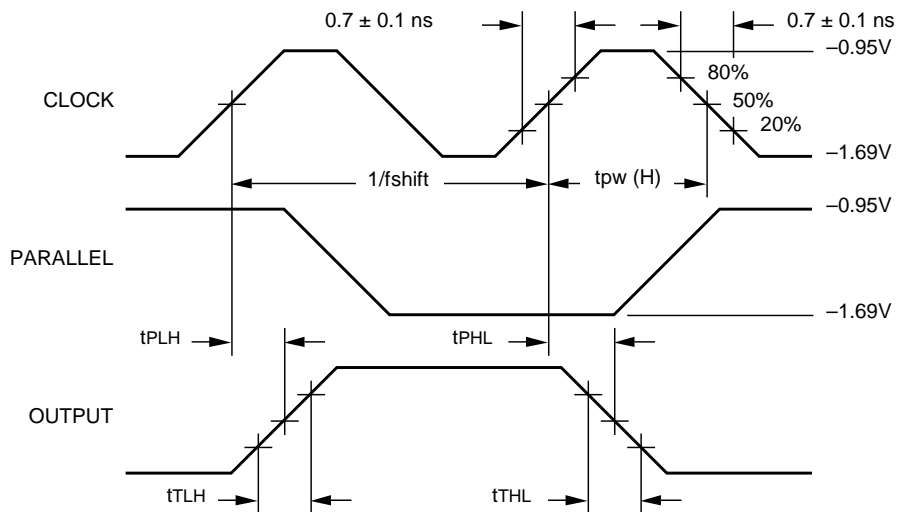 0.7 ± 0.1 ns
0.7 ± 0.1 ns
–0.95V
80%
CLOCK
50%
20%
–1.69V
1/fshift
tpw (H)
–0.95V
PARALLEL
–1.69V
tPLH
tPHL
OUTPUT
tTLH
tTHL